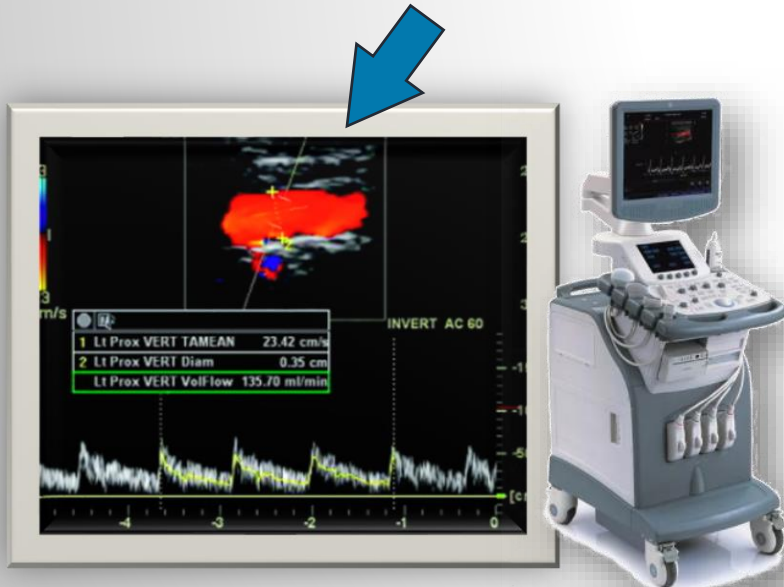 m/s
INVERT AC 60
1 Lt Prox VERT TAMEAN 23.42 cm/s
2 Lt Prox VERT Diam 0.35 cm
Lt Prox VERT VolFlow 135.70 ml/min
-4 -3 -2 -1 0